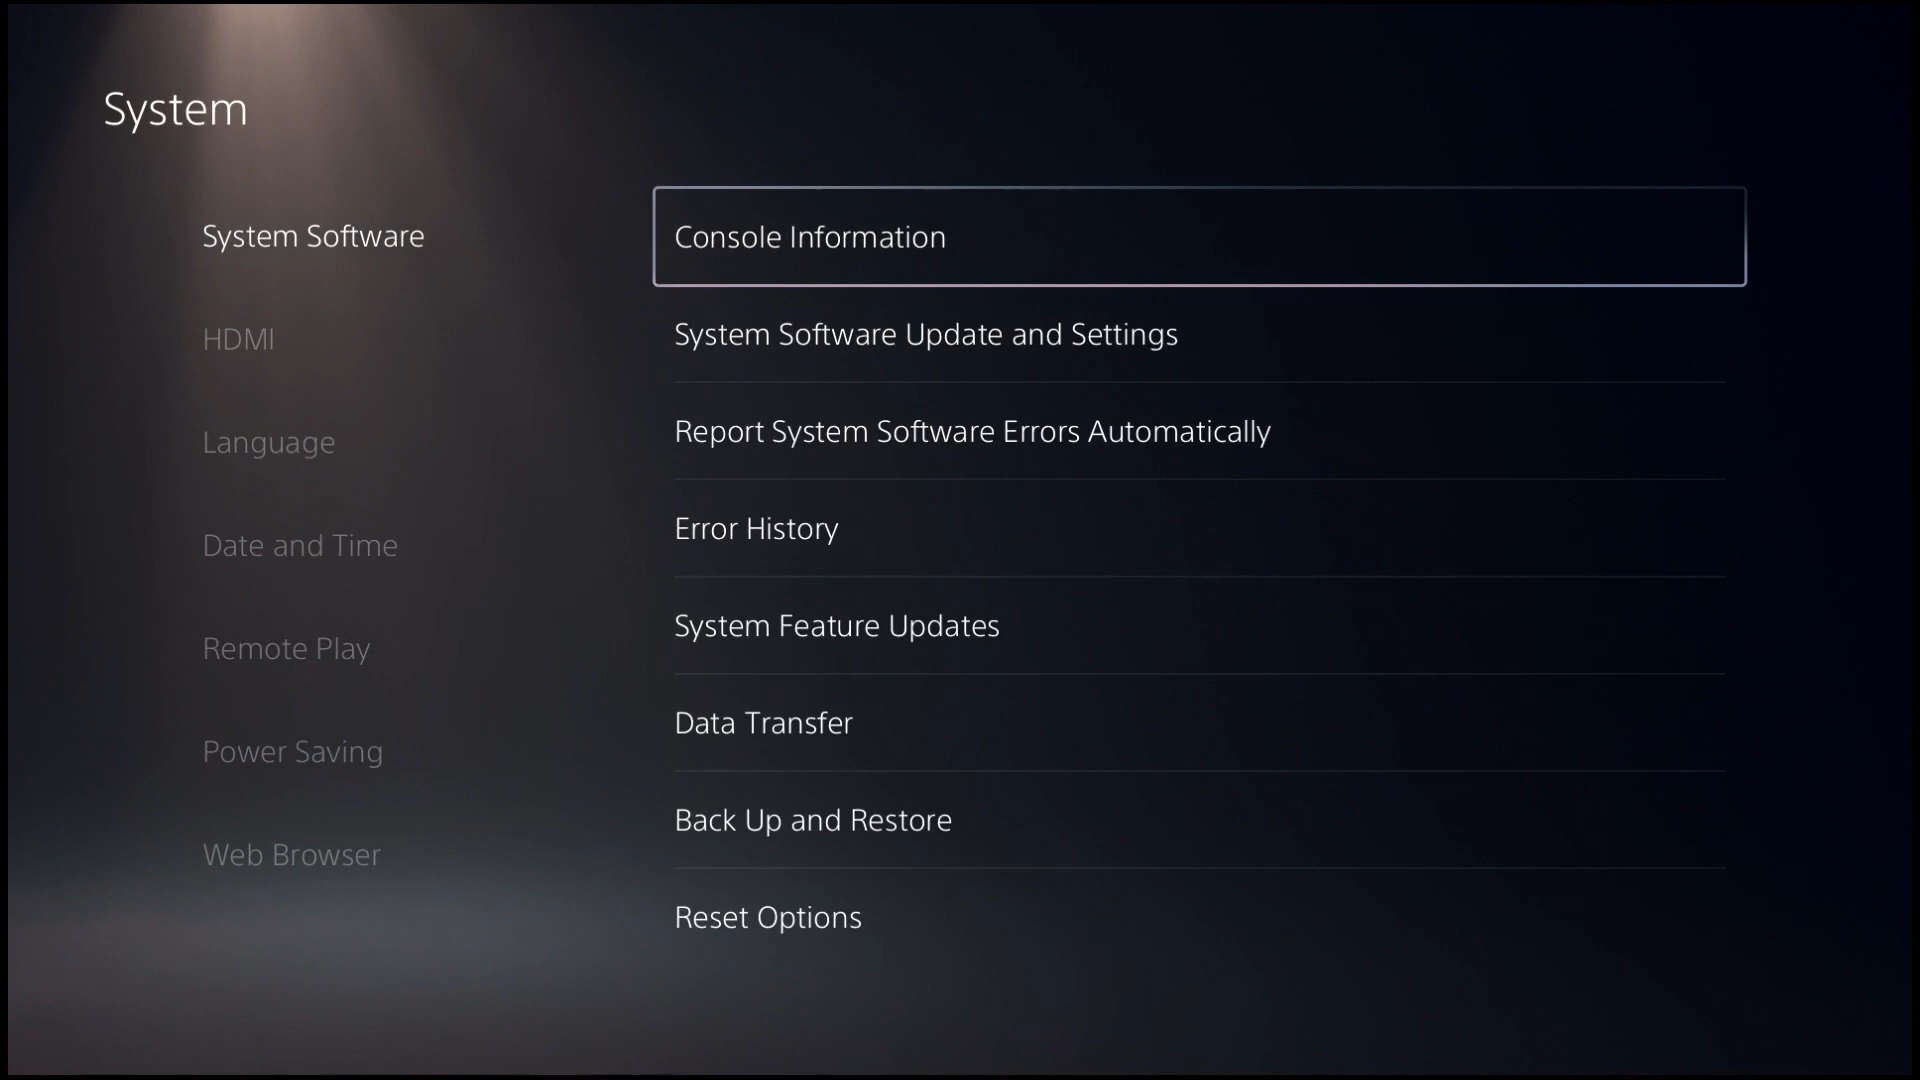 System
System Software
HDMI
Language
Date and Time
Remote Play
Power Saving
Web Browser
Console Information
System Software Update and Settings
Report System Software Errors Automatically
Error History
System Feature Updates
Data Transfer
Back Up and Restore
Reset Options